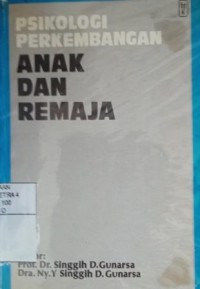 PSIKOLOGI
PERKEMBANGAN
ANAK
DAN
REMAJA
Prof. Dr. Singgih D.Gunarsa
Dra. Ny.Y Singgih D.Gunarsa